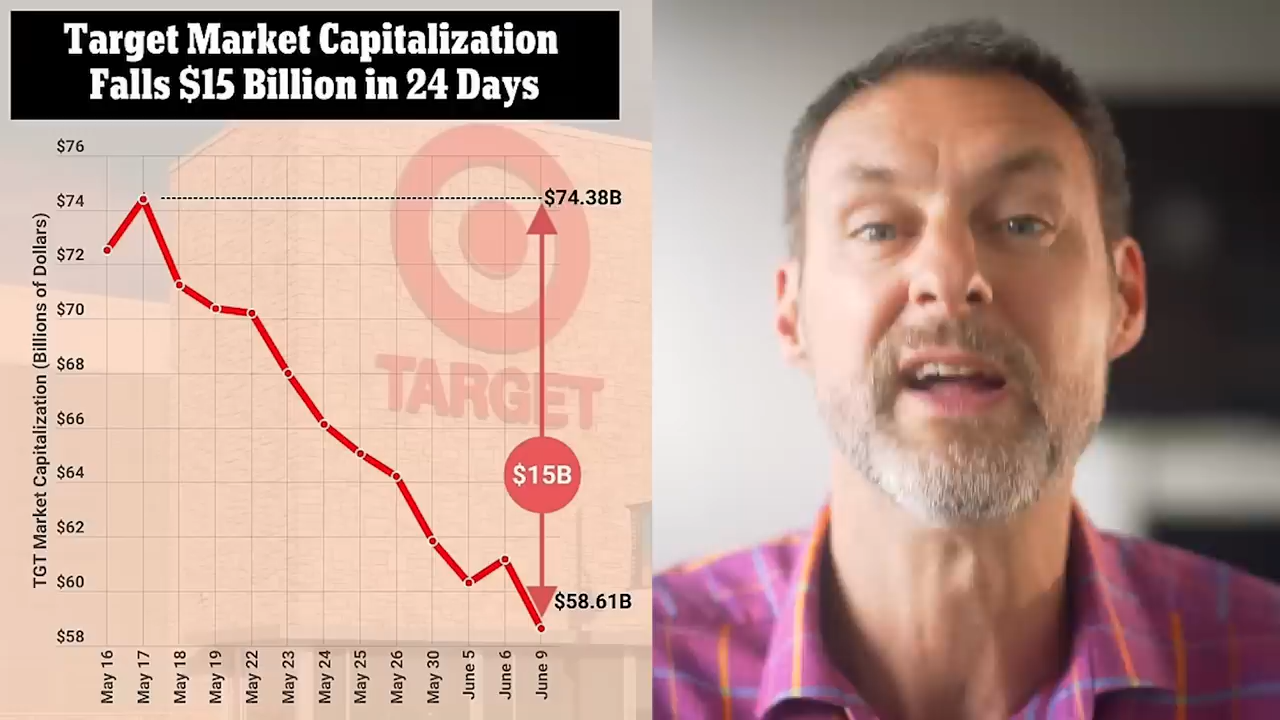 Target Market Capitalization
Falls $15 Billion in 24 Days
TGT Market Capitalization (Billions of Dollars)
$76
$74
$72
$70
$68
$66
$64
$62
$60
$58
$74.38B
TARGET
$15B
$58.61B
May 16
May 17
May 18
May 19
May 22
May 23
May 24
May 25
May 26
May 30
June 5
June 6
June 9